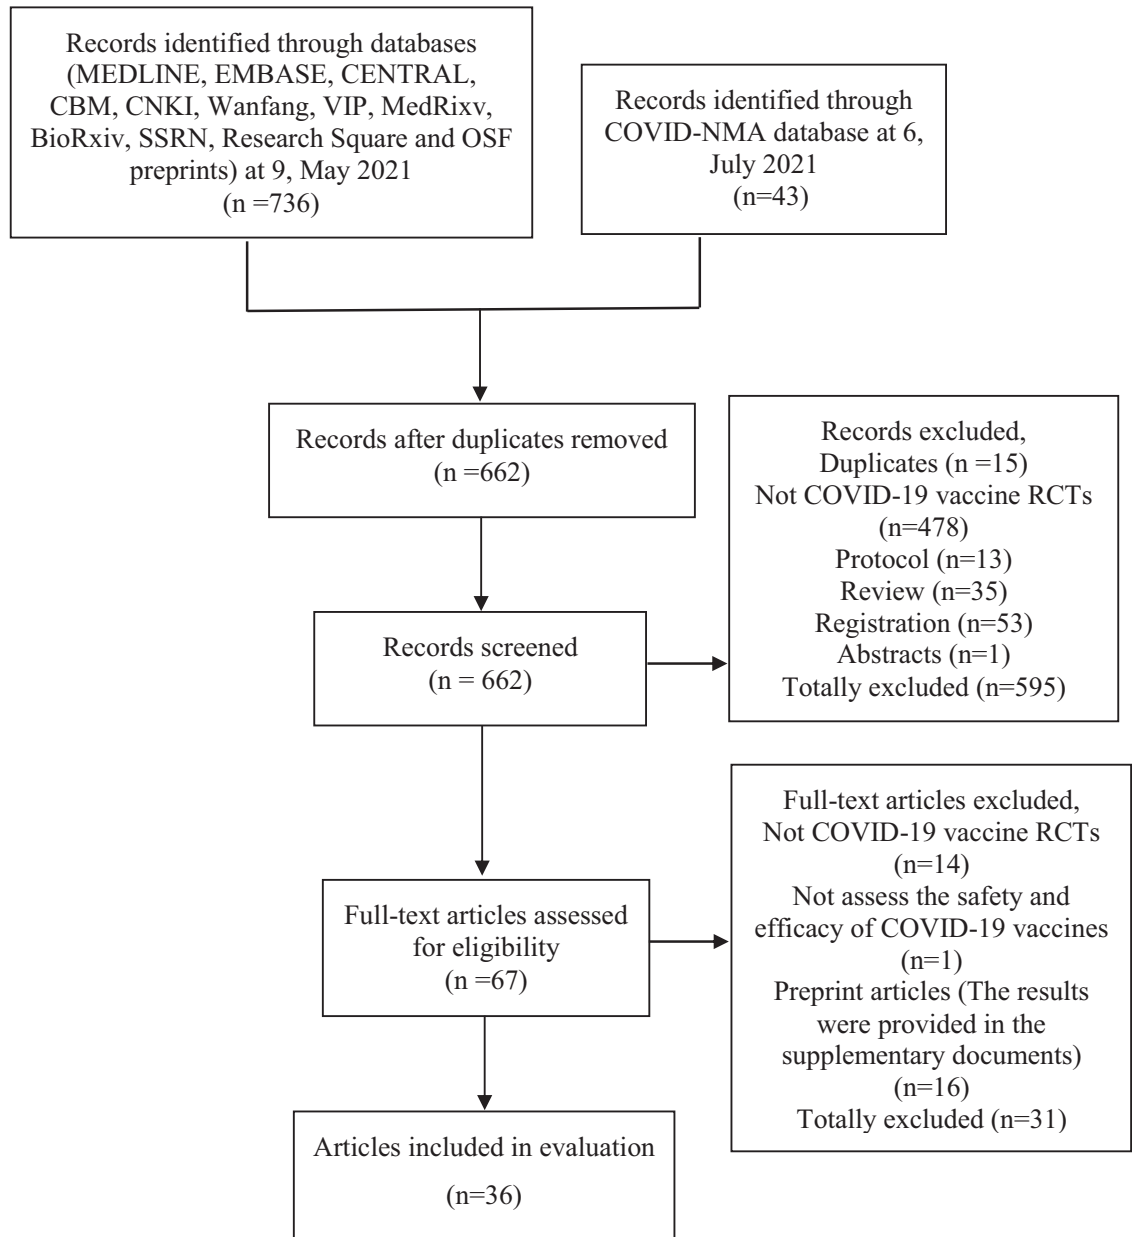 Records identified through databases
(MEDLINE, EMBASE, CENTRAL,
CBM, CNKI, Wanfang, VIP, MedRixv,
BioRxiv, SSRN, Research Square and OSF
preprints) at 9, May 2021
(n =736)
Records identified through
COVID-NMA database at 6,
July 2021
(n=43)
Records after duplicates removed
(n =662)
Records excluded,
Duplicates (n =15)
Not COVID-19 vaccine RCTs
(n=478)
Protocol (n=13)
Review (n=35)
Registration (n=53)
Abstracts (n=1)
Totally excluded (n=595)
Records screened
(n = 662)
Full-text articles assessed
for eligibility
(n =67)
Full-text articles excluded,
Not COVID-19 vaccine RCTs
(n=14)
Not assess the safety and
efficacy of COVID-19 vaccines
(n=1)
Preprint articles (The results
were provided in the
supplementary documents)
(n=16)
Totally excluded (n=31)
Articles included in evaluation
(n=36)